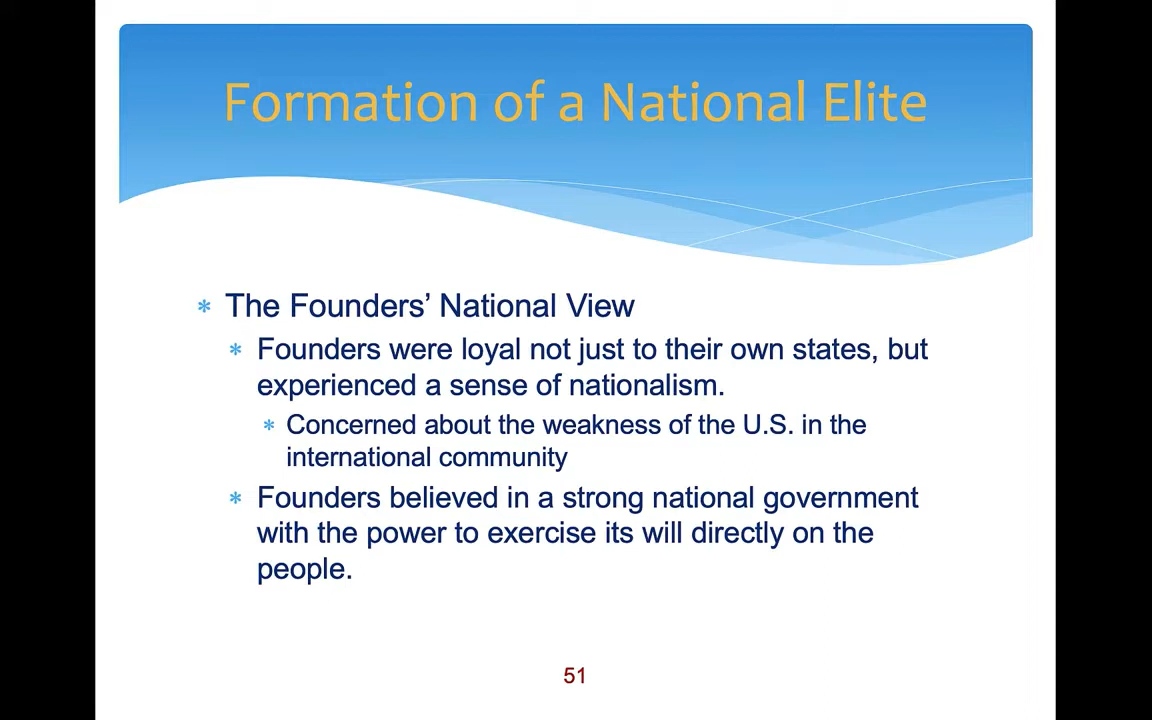 Formation of a National Elite
* The Founders’ National View
* Founders were loyal not just to their own states, but
experienced a sense of nationalism.
* Concerned about the weakness of the U.S. in the
international community
* Founders believed in a strong national government
with the power to exercise its will directly on the
people.
51